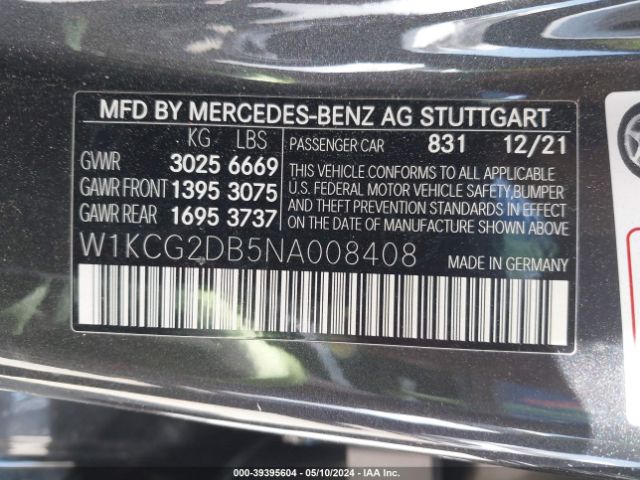 MFD BY MERCEDES-BENZ AG STUTTGART
KG LBS PASSENGER CAR 831 12/21
GVWR 3025 6669
GAWR FRONT 1395 3075
GAWR REAR 1695 3737
THIS VEHICLE CONFORMS TO ALL APPLICABLE
U.S. FEDERAL MOTOR VEHICLE SAFETY,BUMPER
AND THEFT PREVENTION STANDARDS IN EFFECT
ON THE DATE OF MANUFACTURE SHOWN ABOVE
W1KCG2DB5NA008408 MADE IN GERMANY
000-39395604 — 05/10/2024 — IAA Inc.